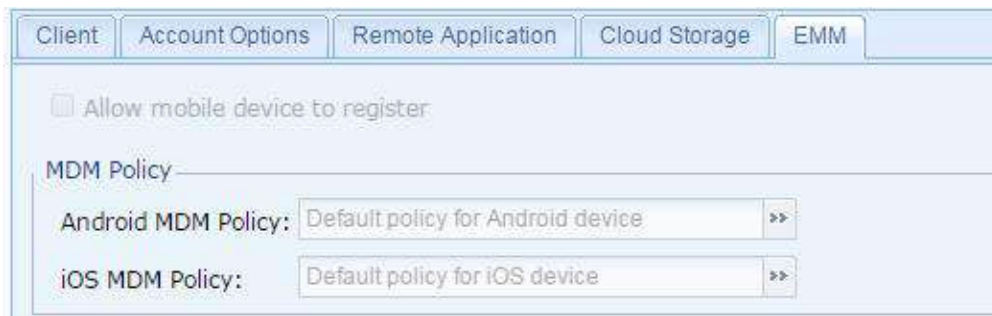 Client Account Options Remote Application Cloud Storage EMM
Allow mobile device to register
MDM Policy
Android MDM Policy: Default policy for Android device >>
iOS MDM Policy: Default policy for iOS device >>